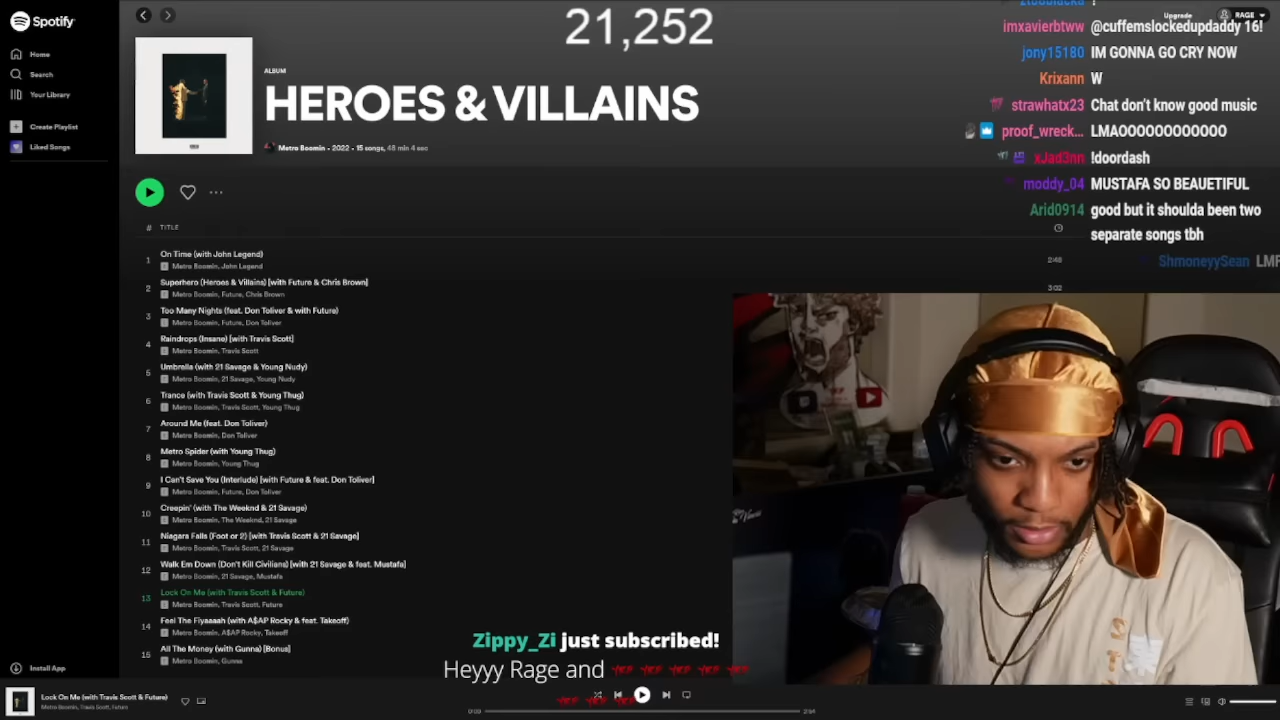 Spotify
Home
Search
Your Library
Create Playlist
Liked Songs
Install App
21,252
Upgrade
RAGE
ALBUM
HEROES & VILLAINS
Metro Boomin • 2022 • 15 songs, 48 min 4 sec
# TITLE
1 On Time (with John Legend) 2:48
Metro Boomin, John Legend
2 Superhero (Heroes & Villains) [with Future & Chris Brown] 3:02
Metro Boomin, Future, Chris Brown
3 Too Many Nights (feat. Don Toliver & with Future)
Metro Boomin, Future, Don Toliver
4 Raindrops (Insane) [with Travis Scott]
Metro Boomin, Travis Scott
5 Umbrella (with 21 Savage & Young Nudy)
Metro Boomin, 21 Savage, Young Nudy
6 Trance (with Travis Scott & Young Thug)
Metro Boomin, Travis Scott, Young Thug
7 Around Me (feat. Don Toliver)
Metro Boomin, Don Toliver
8 Metro Spider (with Young Thug)
Metro Boomin, Young Thug
9 I Can't Save You (Interlude) [with Future & feat. Don Toliver]
Metro Boomin, Future, Don Toliver
10 Creepin' (with The Weeknd & 21 Savage)
Metro Boomin, The Weeknd, 21 Savage
11 Niagara Falls (Foot or 2) [with Travis Scott & 21 Savage]
Metro Boomin, Travis Scott, 21 Savage
12 Walk Em Down (Don't Kill Civilians) [with 21 Savage & feat. Mustafa]
Metro Boomin, 21 Savage, Mustafa
13 Lock On Me (with Travis Scott & Future)
Metro Boomin, Travis Scott, Future
14 Feel The Fiyaaaah (with A$AP Rocky & feat. Takeoff)
Metro Boomin, A$AP Rocky, Takeoff
15 All The Money (with Gunna) [Bonus]
Metro Boomin, Gunna
imxavierbtww @cuffemslockedupdaddy 16!
jony15180 IM GONNA GO CRY NOW
Krixann W
strawhatx23 Chat don't know good music
proof_wreck... LMAOOOOOOOOOOO
xJad3nn !doordash
moddy_04 MUSTAFA SO BEAUETIFUL
Arid0914 good but it shoulda been two
separate songs tbh
ShmoneyySean LMF
Zippy_Zi just subscribed!
Heyyy Rage and
Lock On Me (with Travis Scott & Future)
Metro Boomin, Travis Scott, Future
2:54